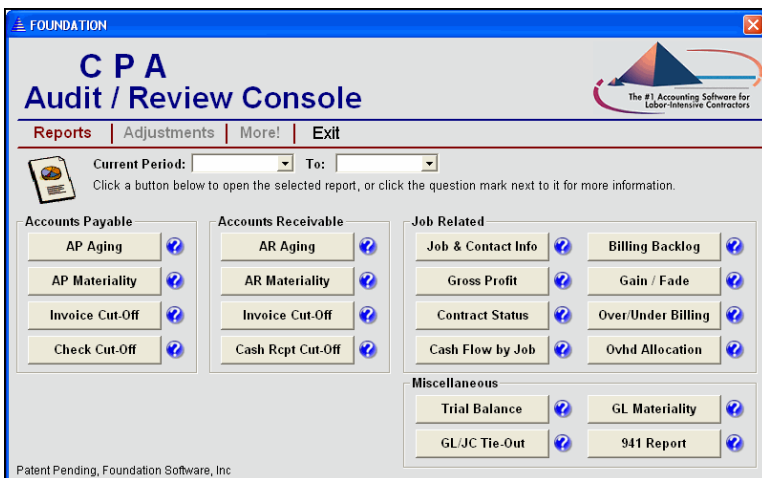 FOUNDATION
C P A
Audit / Review Console
The #1 Accounting Software for
Labor-Intensive Contractors
Reports | Adjustments | More! | Exit
Current Period: To:
Click a button below to open the selected report, or click the question mark next to it for more information.
Accounts Payable
AP Aging ?
AP Materiality ?
Invoice Cut-Off ?
Check Cut-Off ?
Accounts Receivable
AR Aging ?
AR Materiality ?
Invoice Cut-Off ?
Cash Rcpt Cut-Off ?
Job Related
Job & Contact Info ? Billing Backlog ?
Gross Profit ? Gain / Fade ?
Contract Status ? Over/Under Billing ?
Cash Flow by Job ? Ovhd Allocation ?
Miscellaneous
Trial Balance ? GL Materiality ?
GL/JC Tie-Out ? 941 Report ?
Patent Pending, Foundation Software, Inc